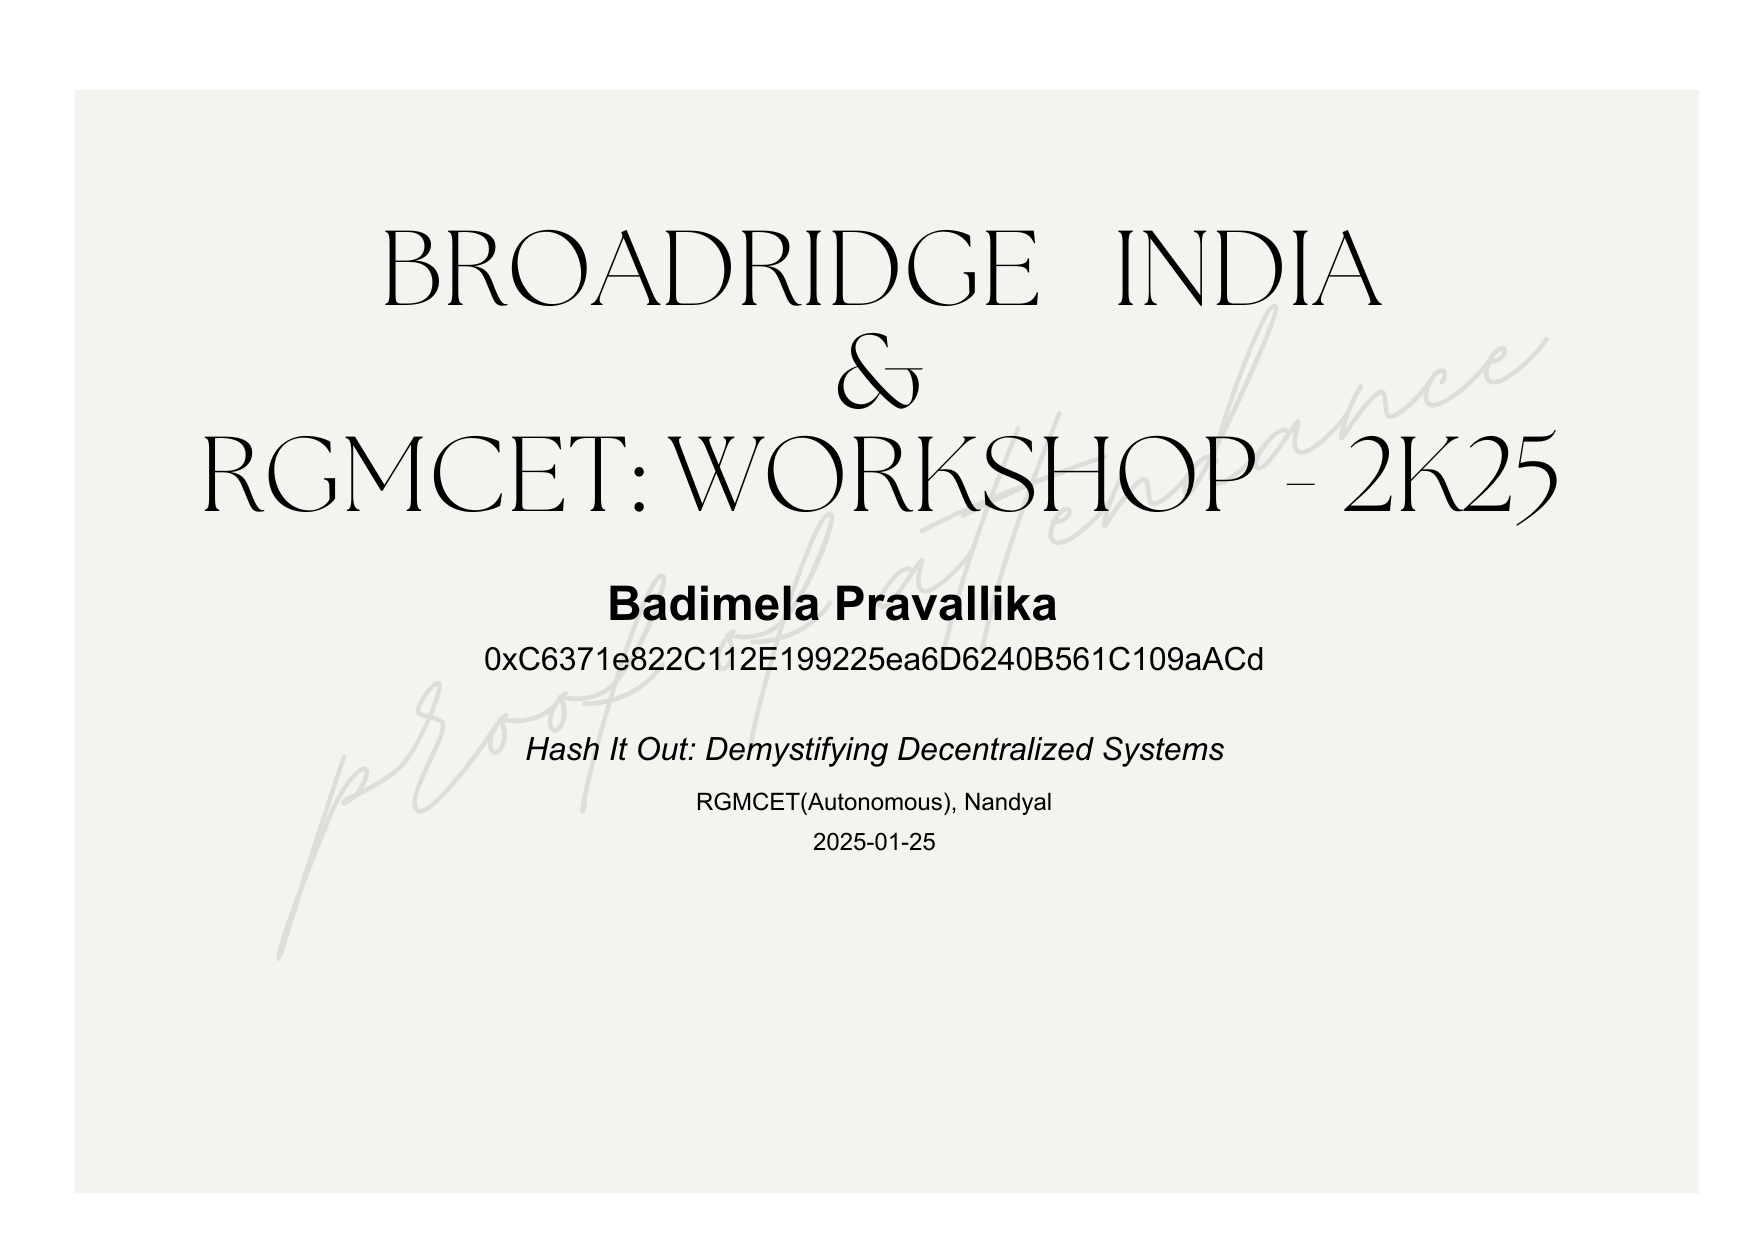 BROADRIDGE INDIA
&
RGMCET: WORKSHOP - 2K25
proof of attendance
Badimela Pravallika
0xC6371e822C112E199225ea6D6240B561C109aACd
Hash It Out: Demystifying Decentralized Systems
RGMCET(Autonomous), Nandyal
2025-01-25